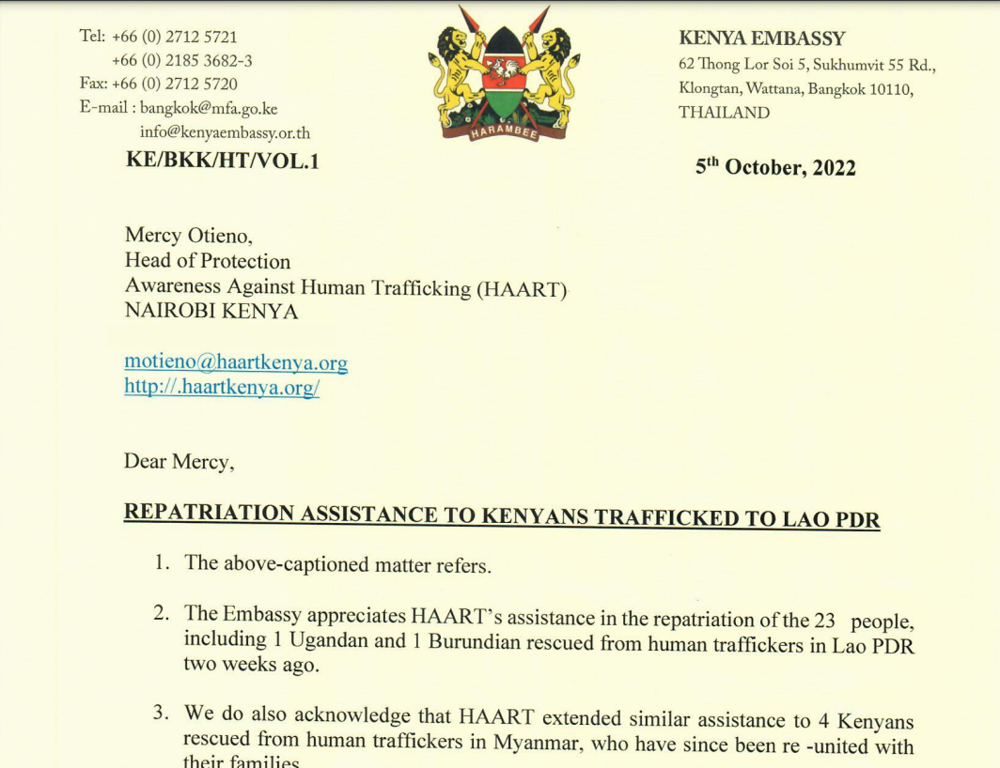 Tel: +66 (0) 2712 5721
+66 (0) 2185 3682-3
Fax: +66 (0) 2712 5720
E-mail : bangkok@mfa.go.ke
info@kenyaembassy.or.th
KE/BKK/HT/VOL.1
HARAMBEE
KENYA EMBASSY
62 Thong Lor Soi 5, Sukhumvit 55 Rd.,
Klongtan, Wattana, Bangkok 10110,
THAILAND
5th October, 2022
Mercy Otieno,
Head of Protection
Awareness Against Human Trafficking (HAART)
NAIROBI KENYA
motieno@haartkenya.org
http://.haartkenya.org/
Dear Mercy,
REPATRIATION ASSISTANCE TO KENYANS TRAFFICKED TO LAO PDR
1. The above-captioned matter refers.
2. The Embassy appreciates HAART's assistance in the repatriation of the 23 people,
including 1 Ugandan and 1 Burundian rescued from human traffickers in Lao PDR
two weeks ago.
3. We do also acknowledge that HAART extended similar assistance to 4 Kenyans
rescued from human traffickers in Myanmar, who have since been re -united with
their families